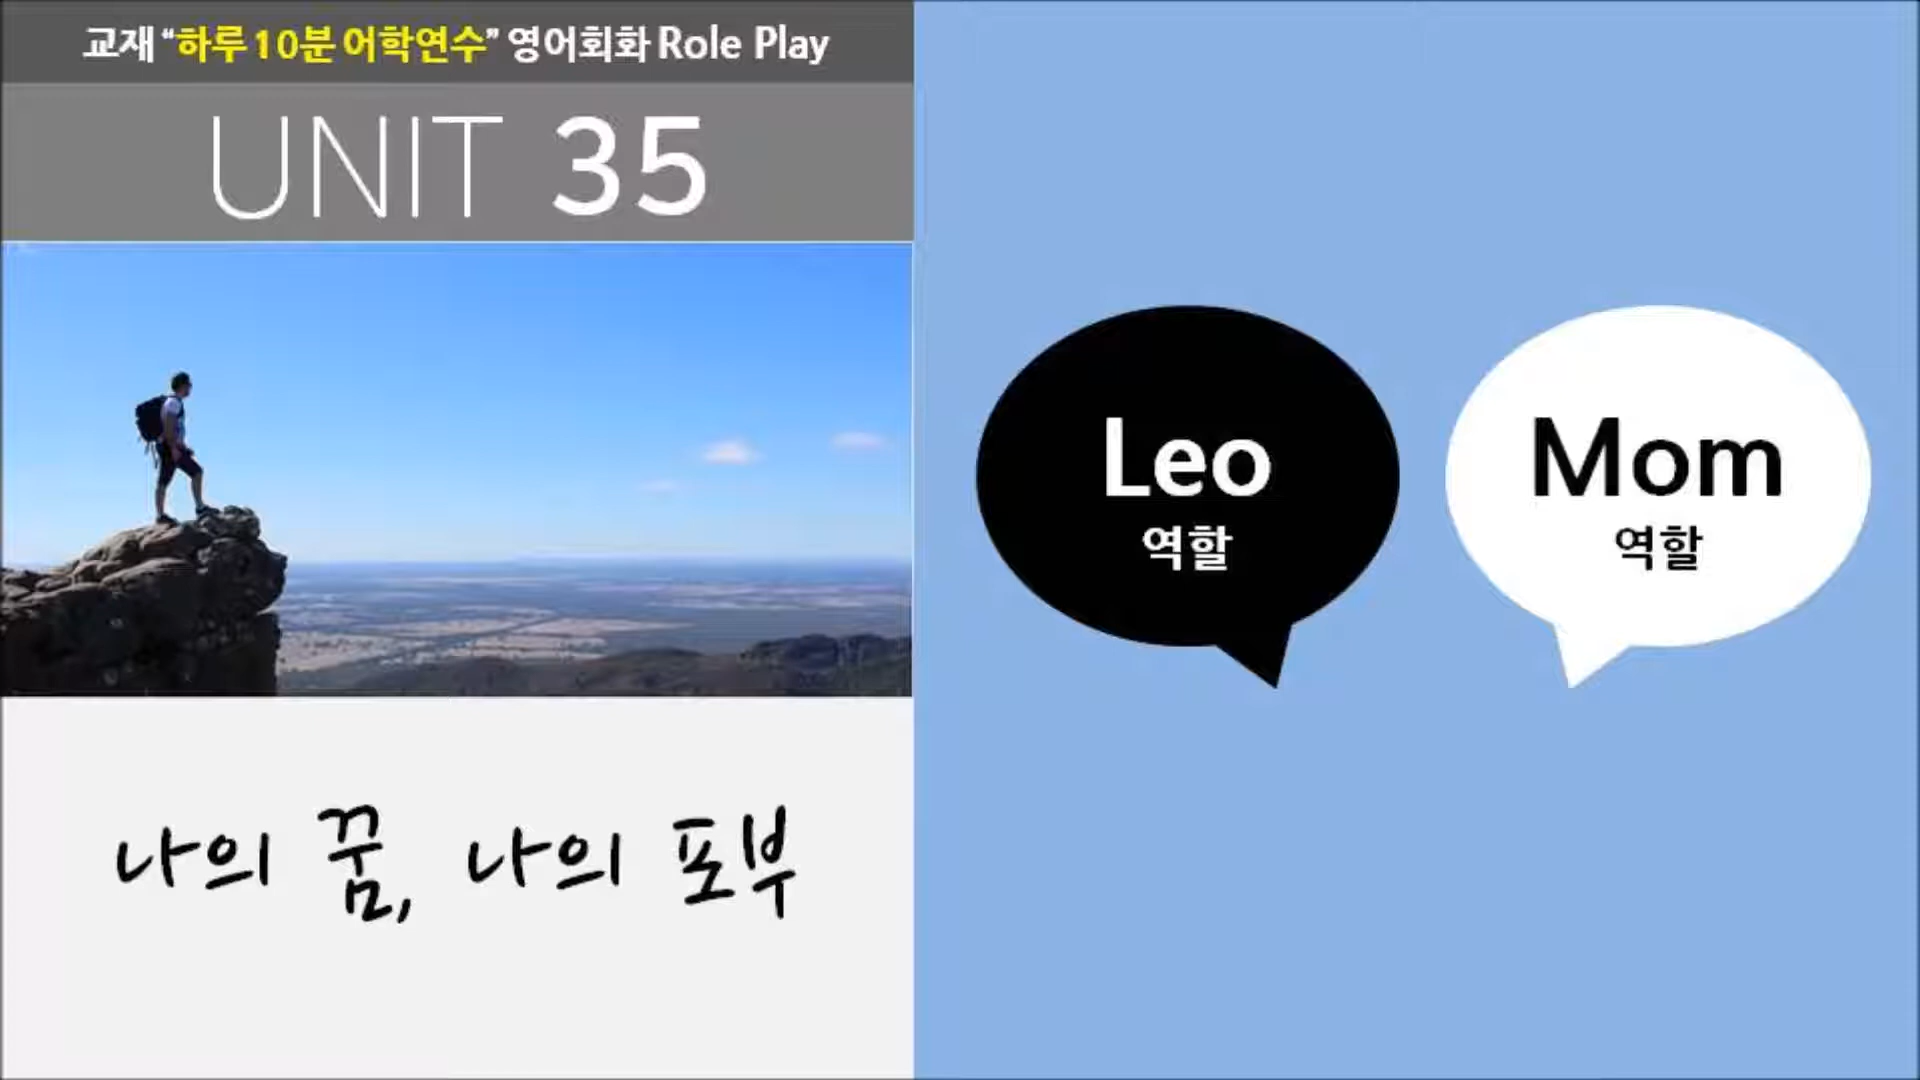 교재 “하루 10분 어학연수” 영어회화 Role Play
UNIT 35
나의 꿈, 나의 포부
Leo
역할
Mom
역할